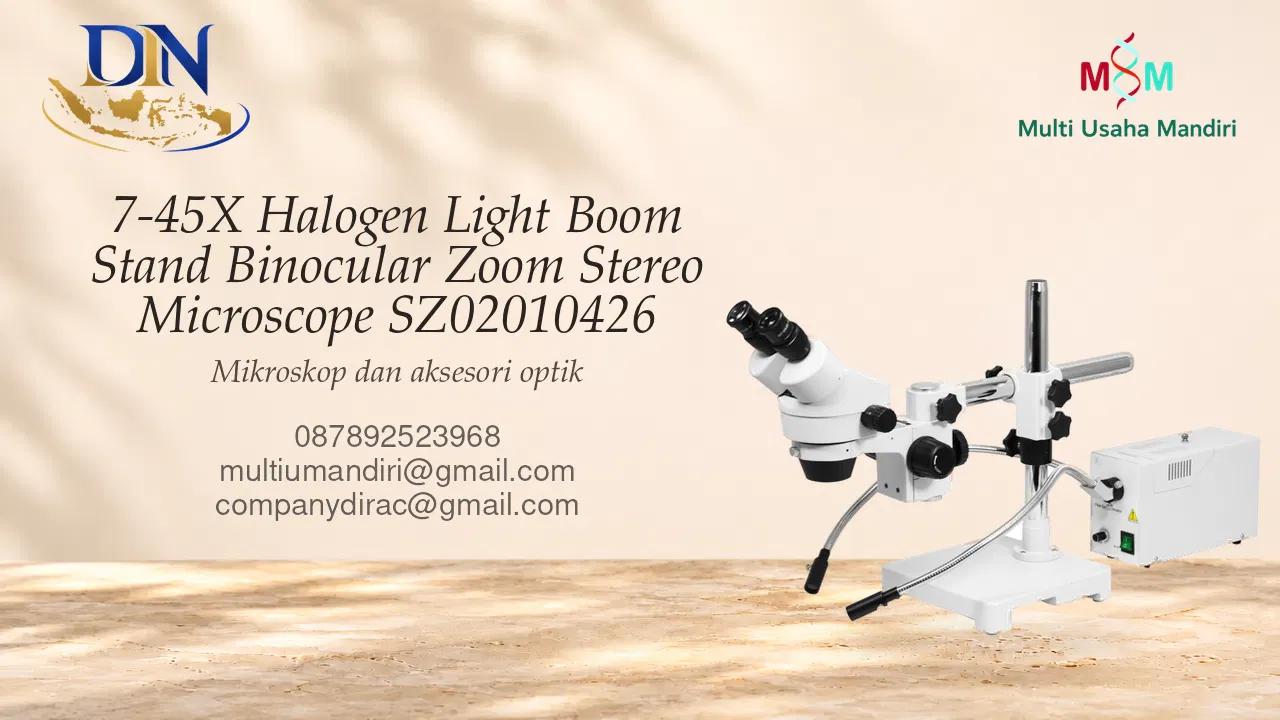 DIN
MSM
Multi Usaha Mandiri
7-45X Halogen Light Boom
Stand Binocular Zoom Stereo
Microscope SZ02010426
Mikroskop dan aksesori optik
087892523968
multiumandiri@gmail.com
companydirac@gmail.com